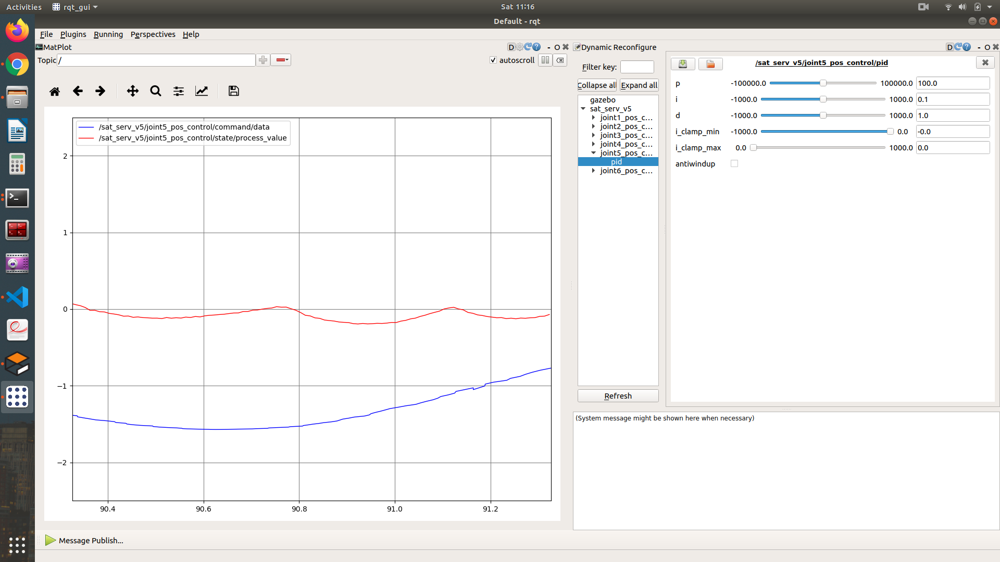 Activities rqt_gui Sat 11:16
Default - rqt
File Plugins Running Perspectives Help
MatPlot D - O
Topic / autoscroll
/sat_serv_v5/joint5_pos_control/command/data
/sat_serv_v5/joint5_pos_control/state/process_value
2
1
0
−1
−2
90.4 90.6 90.8 91.0 91.2
Message Publish...
Dynamic Reconfigure D - O
Filter key:
Collapse all Expand all
gazebo
sat_serv_v5
joint1_pos_c...
joint2_pos_c...
joint3_pos_c...
joint4_pos_c...
joint5_pos_c...
pid
joint6_pos_c...
Refresh
/sat_serv_v5/joint5_pos_control/pid
p -100000.0 100000.0 100.0
i -1000.0 1000.0 0.1
d -1000.0 1000.0 1.0
i_clamp_min -1000.0 0.0 -0.0
i_clamp_max 0.0 1000.0 0.0
antiwindup
(System message might be shown here when necessary)